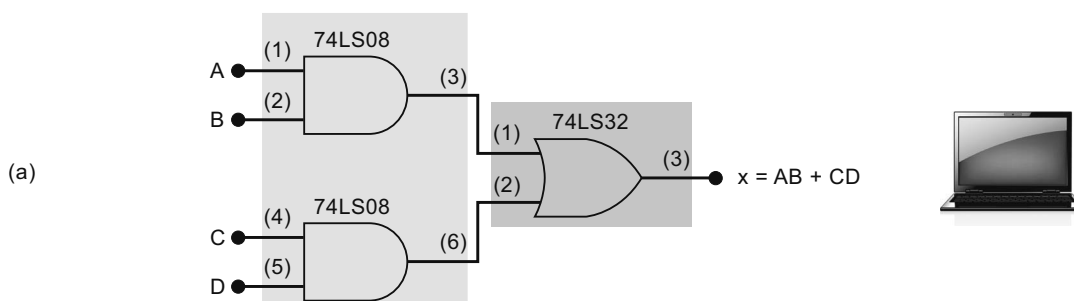 74LS08
(1)
A
(3)
(2)
B
74LS32
(1)
(3)
(a)
x = AB + CD
(2)
74LS08
(4)
C
(6)
(5)
D